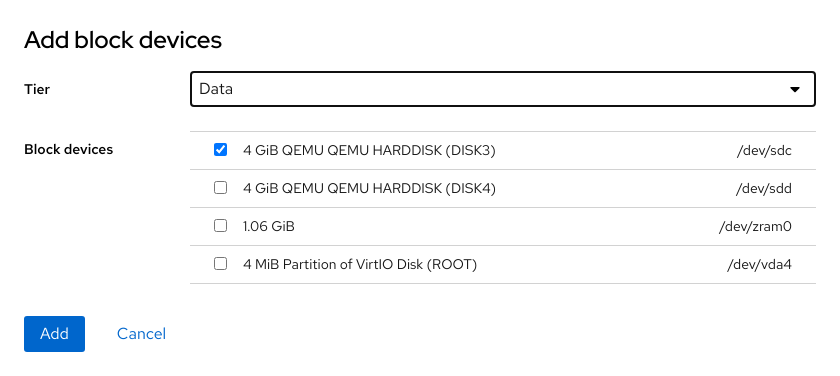 Add block devices
Tier Data
Block devices
4 GiB QEMU QEMU HARDDISK (DISK3) /dev/sdc
4 GiB QEMU QEMU HARDDISK (DISK4) /dev/sdd
1.06 GiB /dev/zram0
4 MiB Partition of VirtIO Disk (ROOT) /dev/vda4
Add Cancel